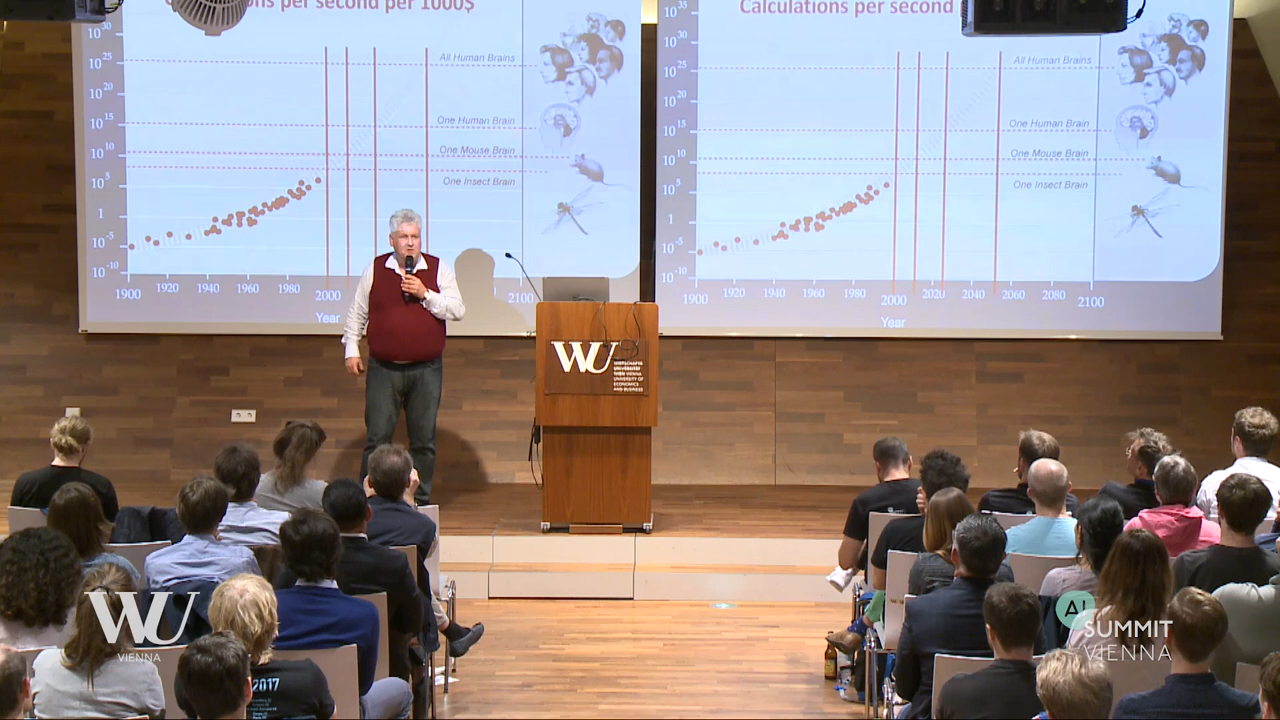 ns per second per 1000$
10^30
10^25
10^20
10^15
10^10
10^5
1
10^-5
10^-10
All Human Brains
One Human Brain
One Mouse Brain
One Insect Brain
1900 1920 1940 1960 1980 2000 2100
Year
Calculations per second
10^35
10^30
10^25
10^20
10^15
10^10
10^5
1
10^-5
10^-10
All Human Brains
One Human Brain
One Mouse Brain
One Insect Brain
1900 1920 1940 1960 1980 2000 2020 2040 2060 2080 2100
Year
WU
WIRTSCHAFTS
UNIVERSITÄT
WIEN VIENNA
UNIVERSITY OF
ECONOMICS
AND BUSINESS
2017
WU
VIENNA
AI
SUMMIT
VIENNA